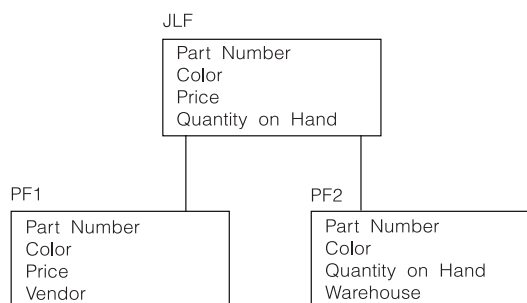 JLF
Part Number
Color
Price
Quantity on Hand
PF1
Part Number
Color
Price
Vendor
PF2
Part Number
Color
Quantity on Hand
Warehouse